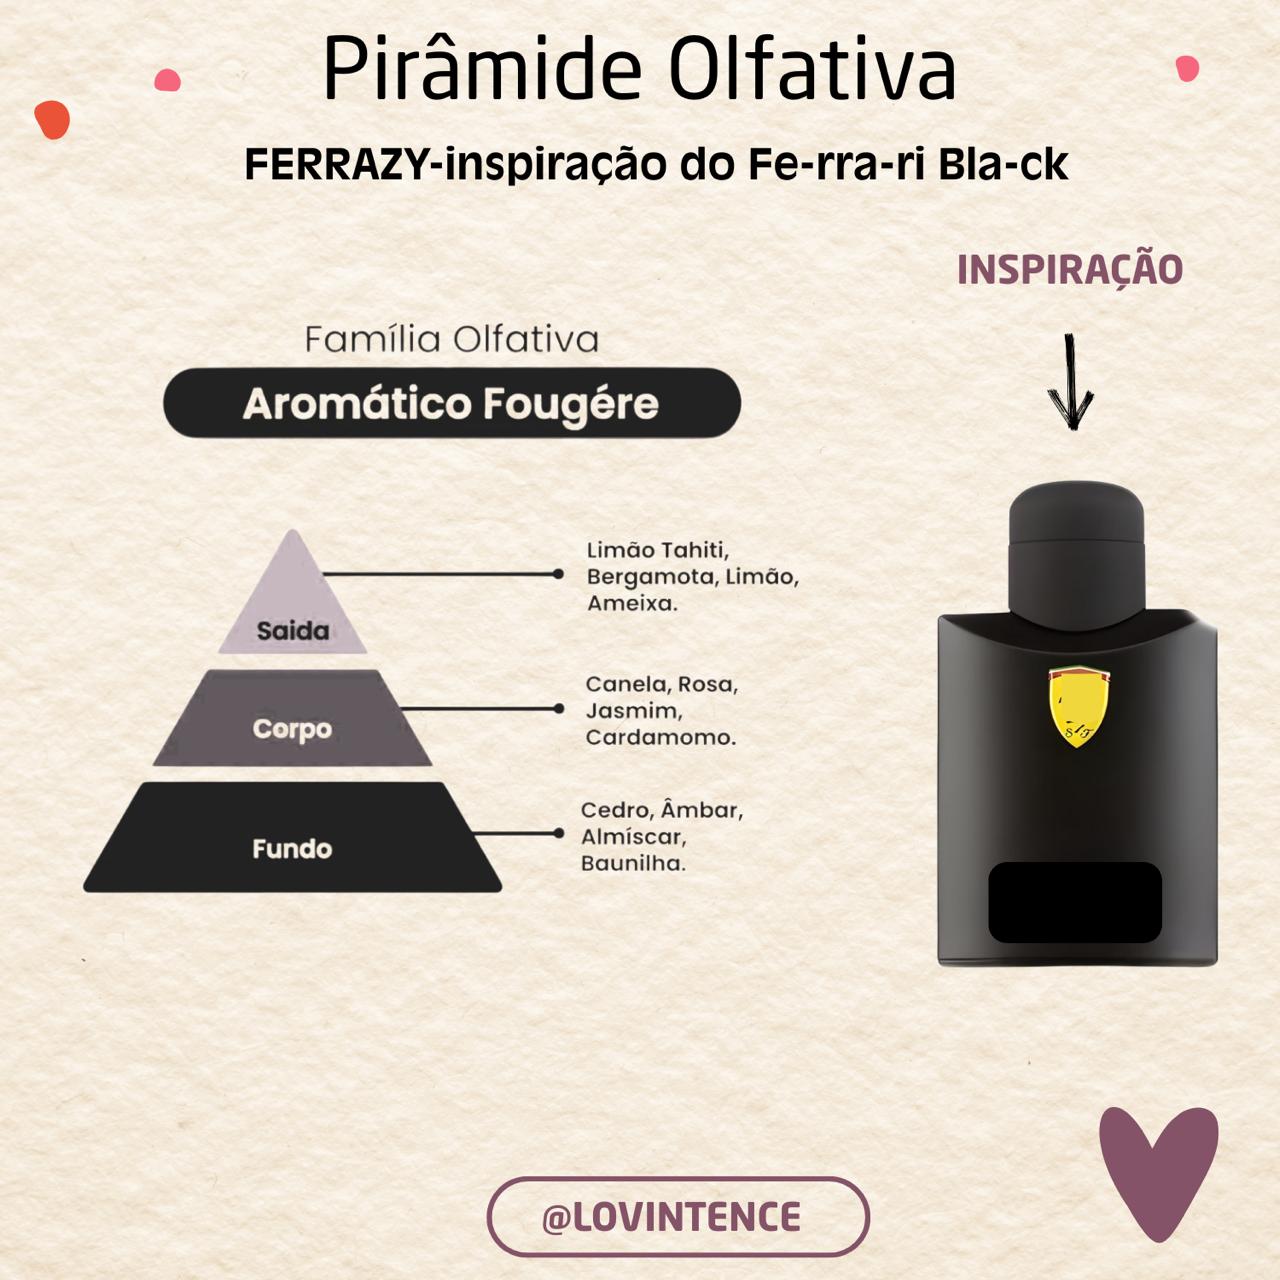 Pirâmide Olfativa
FERRAZY-inspiração do Fe-rra-ri Bla-ck
INSPIRAÇÃO
Família Olfativa
Aromático Fougére
Saida
Limão Tahiti,
Bergamota, Limão,
Ameixa.
Corpo
Canela, Rosa,
Jasmim,
Cardamomo.
Fundo
Cedro, Âmbar,
Almíscar,
Baunilha.
S F
@LOVINTENCE